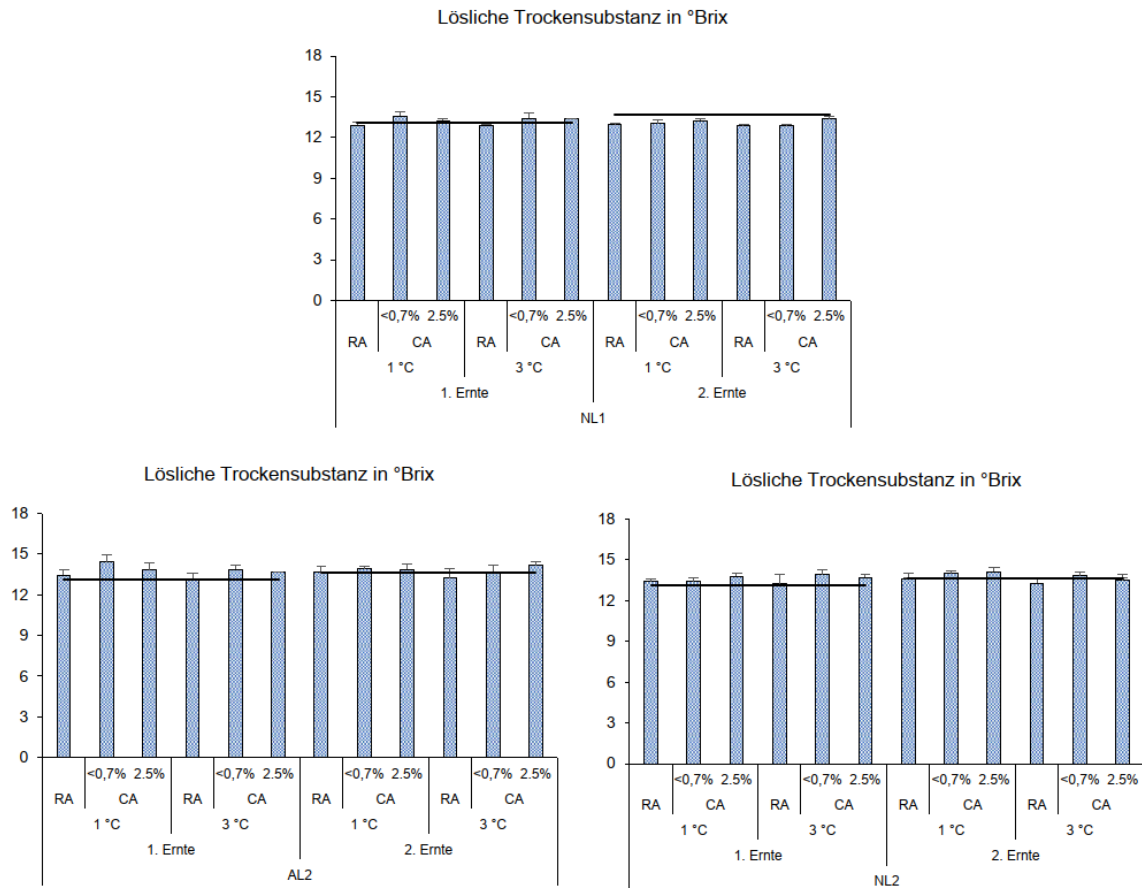 Lösliche Trockensubstanz in °Brix
18
15
12
9
6
3
0
<0,7% 2.5% <0,7% 2.5% <0,7% 2.5% <0,7% 2.5%
RA CA RA CA RA CA RA CA
1 °C 3 °C 1 °C 3 °C
1. Ernte 2. Ernte
NL1
Lösliche Trockensubstanz in °Brix
18
15
12
9
6
3
0
<0,7% 2.5% <0,7% 2.5% <0,7% 2.5% <0,7% 2.5%
RA CA RA CA RA CA RA CA
1 °C 3 °C 1 °C 3 °C
1. Ernte 2. Ernte
AL2
Lösliche Trockensubstanz in °Brix
18
15
12
9
6
3
0
<0,7% 2.5% <0,7% 2.5% <0,7% 2.5% <0,7% 2.5%
RA CA RA CA RA CA RA CA
1 °C 3 °C 1 °C 3 °C
1. Ernte 2. Ernte
NL2